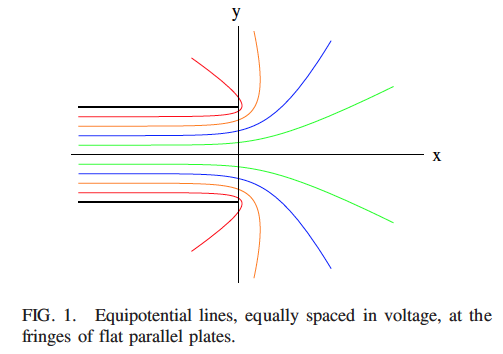 y
x
FIG. 1. Equipotential lines, equally spaced in voltage, at the
fringes of flat parallel plates.